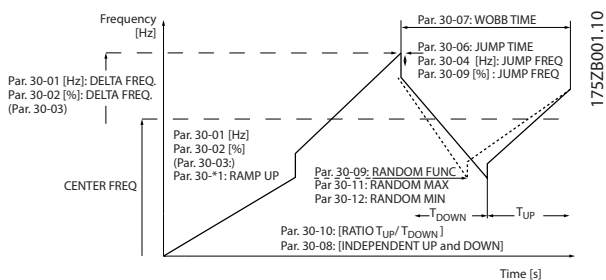 Frequency
[Hz]
Par. 30-07: WOBB TIME
Par. 30-06: JUMP TIME
Par. 30-04 [Hz]: JUMP FREQ
Par. 30-09 [%] : JUMP FREQ
Par. 30-01 [Hz]: DELTA FREQ.
Par. 30-02 [%]: DELTA FREQ.
(Par. 30-03)
Par. 30-01 [Hz]
Par. 30-02 [%]
(Par. 30-03:)
Par. 30-*1: RAMP UP
CENTER FREQ
Par. 30-09: RANDOM FUNC
Par 30-11: RANDOM MAX
Par 30-12: RANDOM MIN
TDOWN
TUP
Par. 30-10: [RATIO TUP/ TDOWN ]
Par. 30-08: [INDEPENDENT UP and DOWN]
Time [s]
175ZB001.10